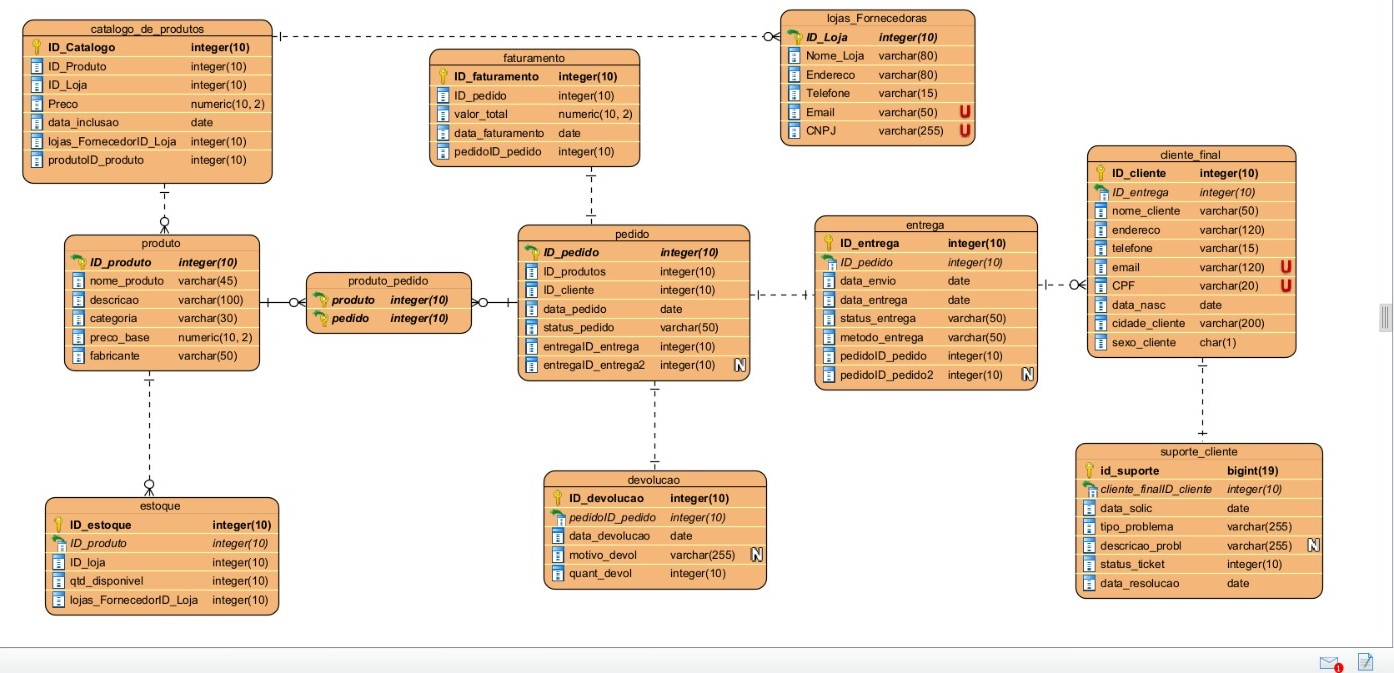 catalogo_de_produtos
ID_Catalogo integer(10)
ID_Produto integer(10)
ID_Loja integer(10)
Preco numeric(10, 2)
data_inclusao date
lojas_FornecedorID_Loja integer(10)
produtoID_produto integer(10)
faturamento
ID_faturamento integer(10)
ID_pedido integer(10)
valor_total numeric(10, 2)
data_faturamento date
pedidoID_pedido integer(10)
lojas_Fornecedoras
ID_Loja integer(10)
Nome_Loja varchar(80)
Endereco varchar(80)
Telefone varchar(15)
Email varchar(50) U
CNPJ varchar(255) U
cliente_final
ID_cliente integer(10)
ID_entrega integer(10)
nome_cliente varchar(50)
endereco varchar(120)
telefone varchar(15)
email varchar(120) U
CPF varchar(20) U
data_nasc date
cidade_cliente varchar(200)
sexo_cliente char(1)
produto
ID_produto integer(10)
nome_produto varchar(45)
descricao varchar(100)
categoria varchar(30)
preco_base numeric(10, 2)
fabricante varchar(50)
produto_pedido
produto integer(10)
pedido integer(10)
pedido
ID_pedido integer(10)
ID_produtos integer(10)
ID_cliente integer(10)
data_pedido date
status_pedido varchar(50)
entregaID_entrega integer(10)
entregaID_entrega2 integer(10) N
entrega
ID_entrega integer(10)
ID_pedido integer(10)
data_envio date
data_entrega date
status_entrega varchar(50)
metodo_entrega varchar(50)
pedidoID_pedido integer(10)
pedidoID_pedido2 integer(10) N
estoque
ID_estoque integer(10)
ID_produto integer(10)
ID_loja integer(10)
qtd_disponivel integer(10)
lojas_FornecedorID_Loja integer(10)
devolucao
ID_devolucao integer(10)
pedidoID_pedido integer(10)
data_devolucao date
motivo_devol varchar(255) N
quant_devol integer(10)
suporte_cliente
id_suporte bigint(19)
cliente_finalID_cliente integer(10)
data_solic date
tipo_problema varchar(255)
descricao_probl varchar(255) N
status_ticket integer(10)
data_resolucao date